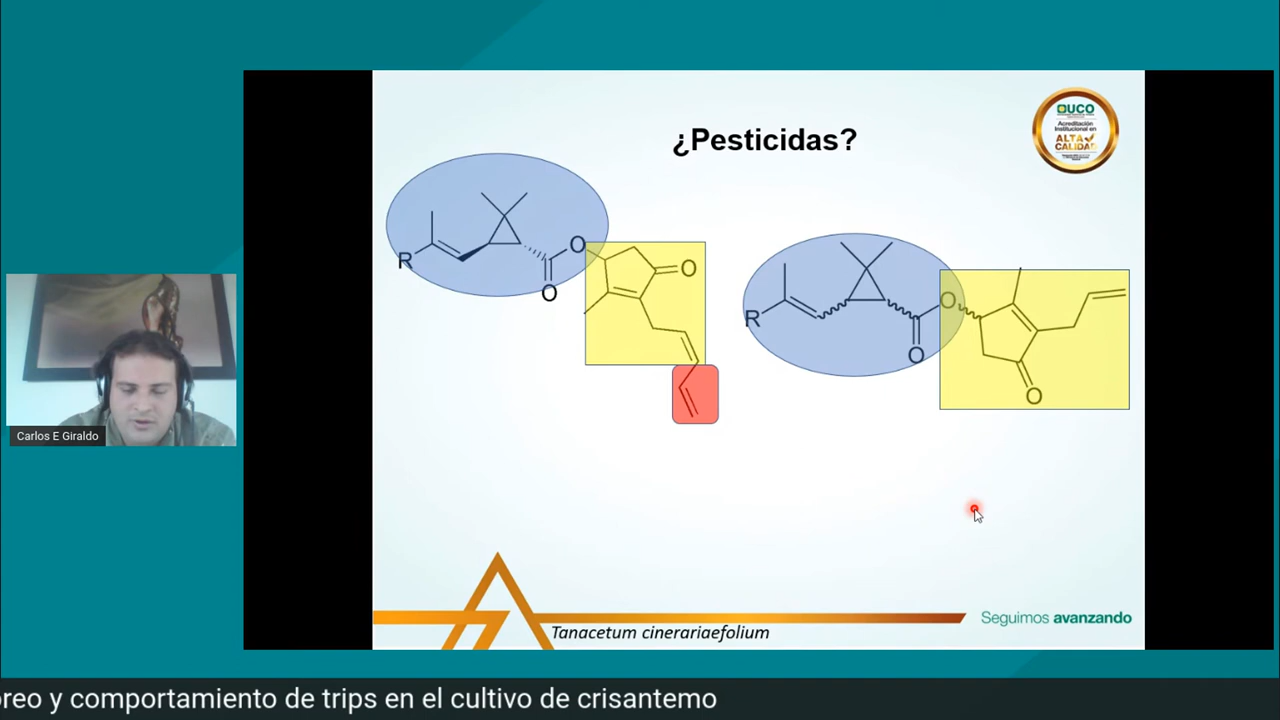 ¿Pesticidas?
UCO
Acreditación
Institucional en
ALTA
CALIDAD
R
O
O
O
R
O
O
O
Carlos E Giraldo
Seguimos avanzando
Tanacetum cinerariaefolium
oreo y comportamiento de trips en el cultivo de crisantemo